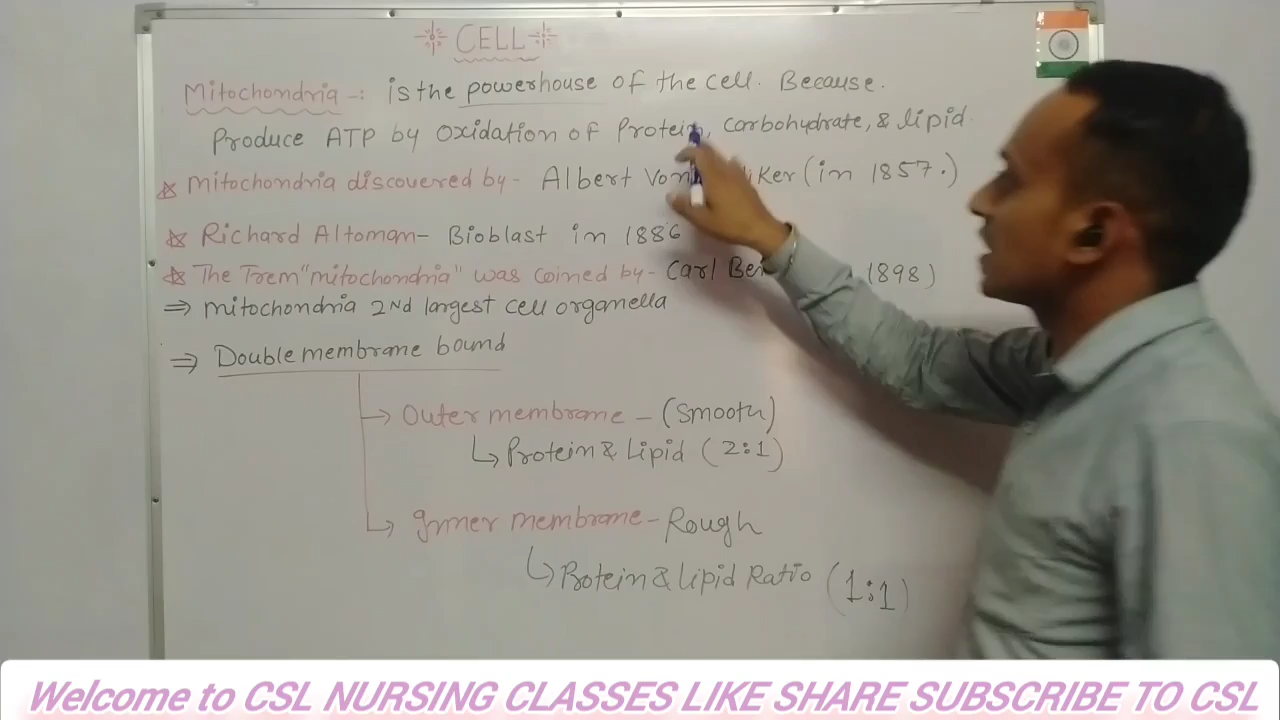 CELL
Mitochondria -: is the powerhouse of the cell. Because.
Produce ATP by Oxidation of Protein, Carbohydrate, & lipid
Mitochondria discovered by - Albert Von liker (in 1857.)
Richard Altoman - Bioblast in 1886
The Trem "mitochondria" was coined by - Carl Ben 1898)
⇒ mitochondria 2nd largest cell organella
⇒ Double membrane bound
→ Outer membrane - (Smooth)
↳ Protein & Lipid (2:1)
→ Inner membrane - Rough
↳ Protein & lipid Ratio (1:1)
Welcome to CSL NURSING CLASSES LIKE SHARE SUBSCRIBE TO CSL